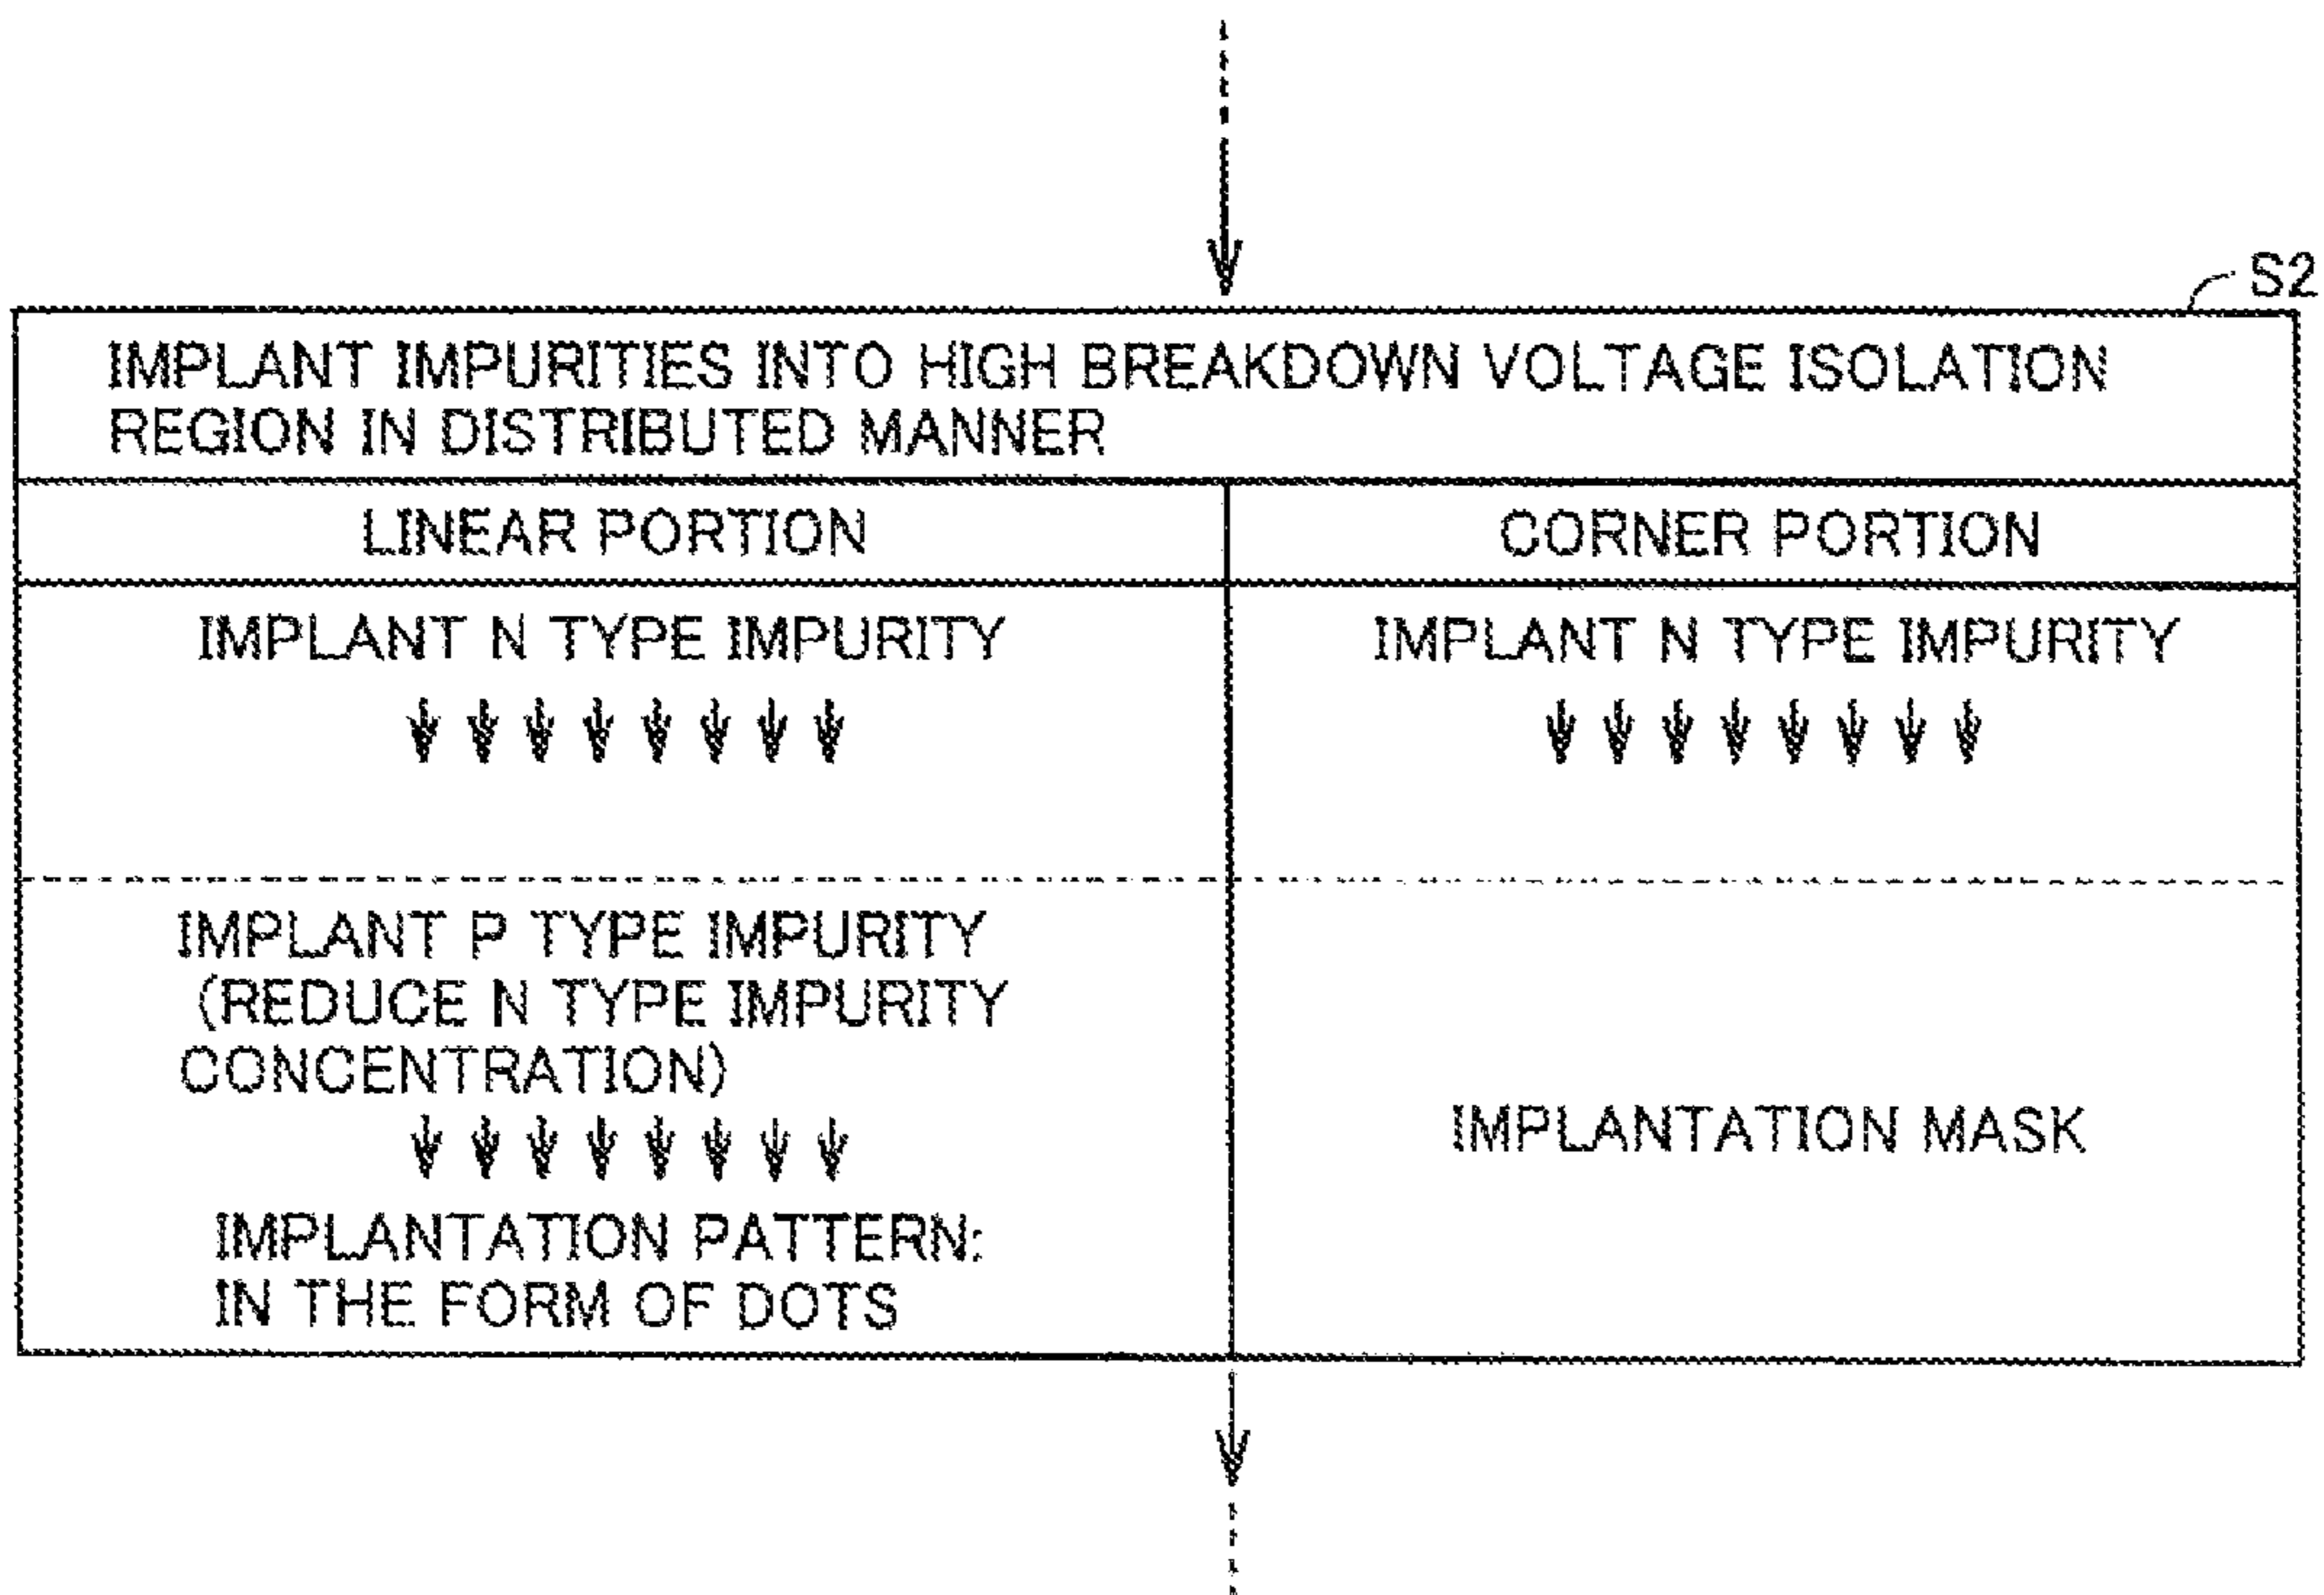 S2
IMPLANT IMPURITIES INTO HIGH BREAKDOWN VOLTAGE ISOLATION
REGION IN DISTRIBUTED MANNER
LINEAR PORTION
CORNER PORTION
IMPLANT N TYPE IMPURITY
IMPLANT N TYPE IMPURITY
IMPLANT P TYPE IMPURITY
(REDUCE N TYPE IMPURITY
CONCENTRATION)
IMPLANTATION PATTERN:
IN THE FORM OF DOTS
IMPLANTATION MASK